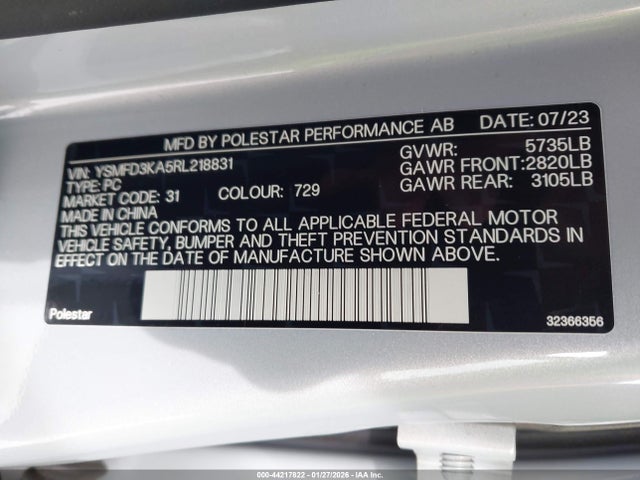 MFD BY POLESTAR PERFORMANCE AB DATE: 07/23
VIN: YSMFD3KA5RL218831 GVWR: 5735LB
TYPE: PC GAWR FRONT: 2820LB
MARKET CODE: 31 COLOUR: 729 GAWR REAR: 3105LB
MADE IN CHINA
THIS VEHICLE CONFORMS TO ALL APPLICABLE FEDERAL MOTOR
VEHICLE SAFETY, BUMPER AND THEFT PREVENTION STANDARDS IN
EFFECT ON THE DATE OF MANUFACTURE SHOWN ABOVE.
Polestar 32366356
000-44217822 | 01/27/2026 | IAA Inc.